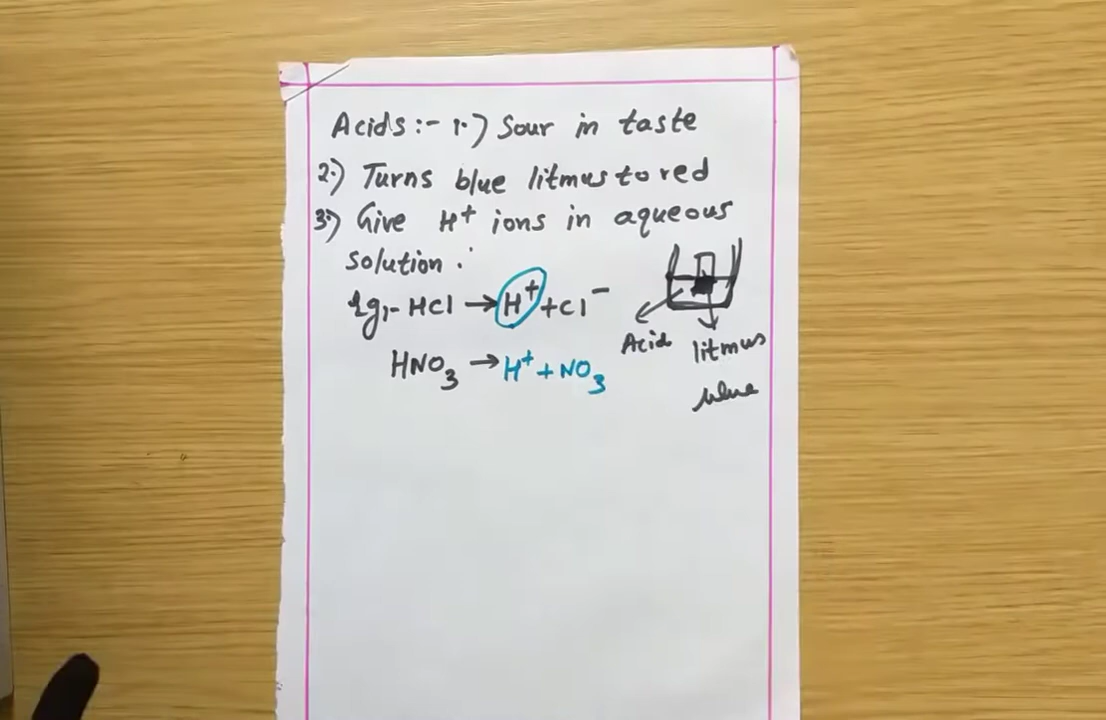 Acids :- 1.) Sour in taste
2.) Turns blue litmus to red
3.) Give H⁺ ions in aqueous
solution.
Eg:- HCl → H⁺ + Cl⁻
HNO₃ → H⁺ + NO₃
Acid litmus
blue